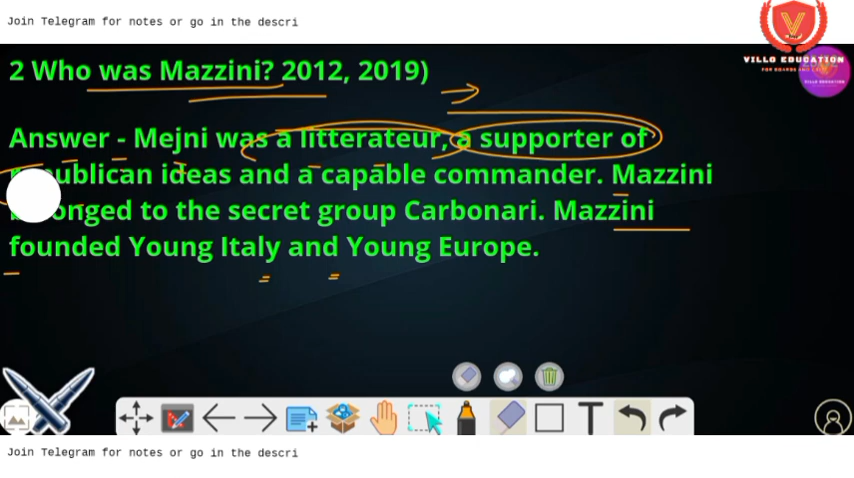 Join Telegram for notes or go in the descri
VILLO EDUCATION
2 Who was Mazzini? 2012, 2019)
Answer - Mejni was a litterateur, a supporter of
ideas and a capable commander. Mazzini
to the secret group Carbonari. Mazzini
founded Young Italy and Young Europe.
T
Join Telegram for notes or go in the descri